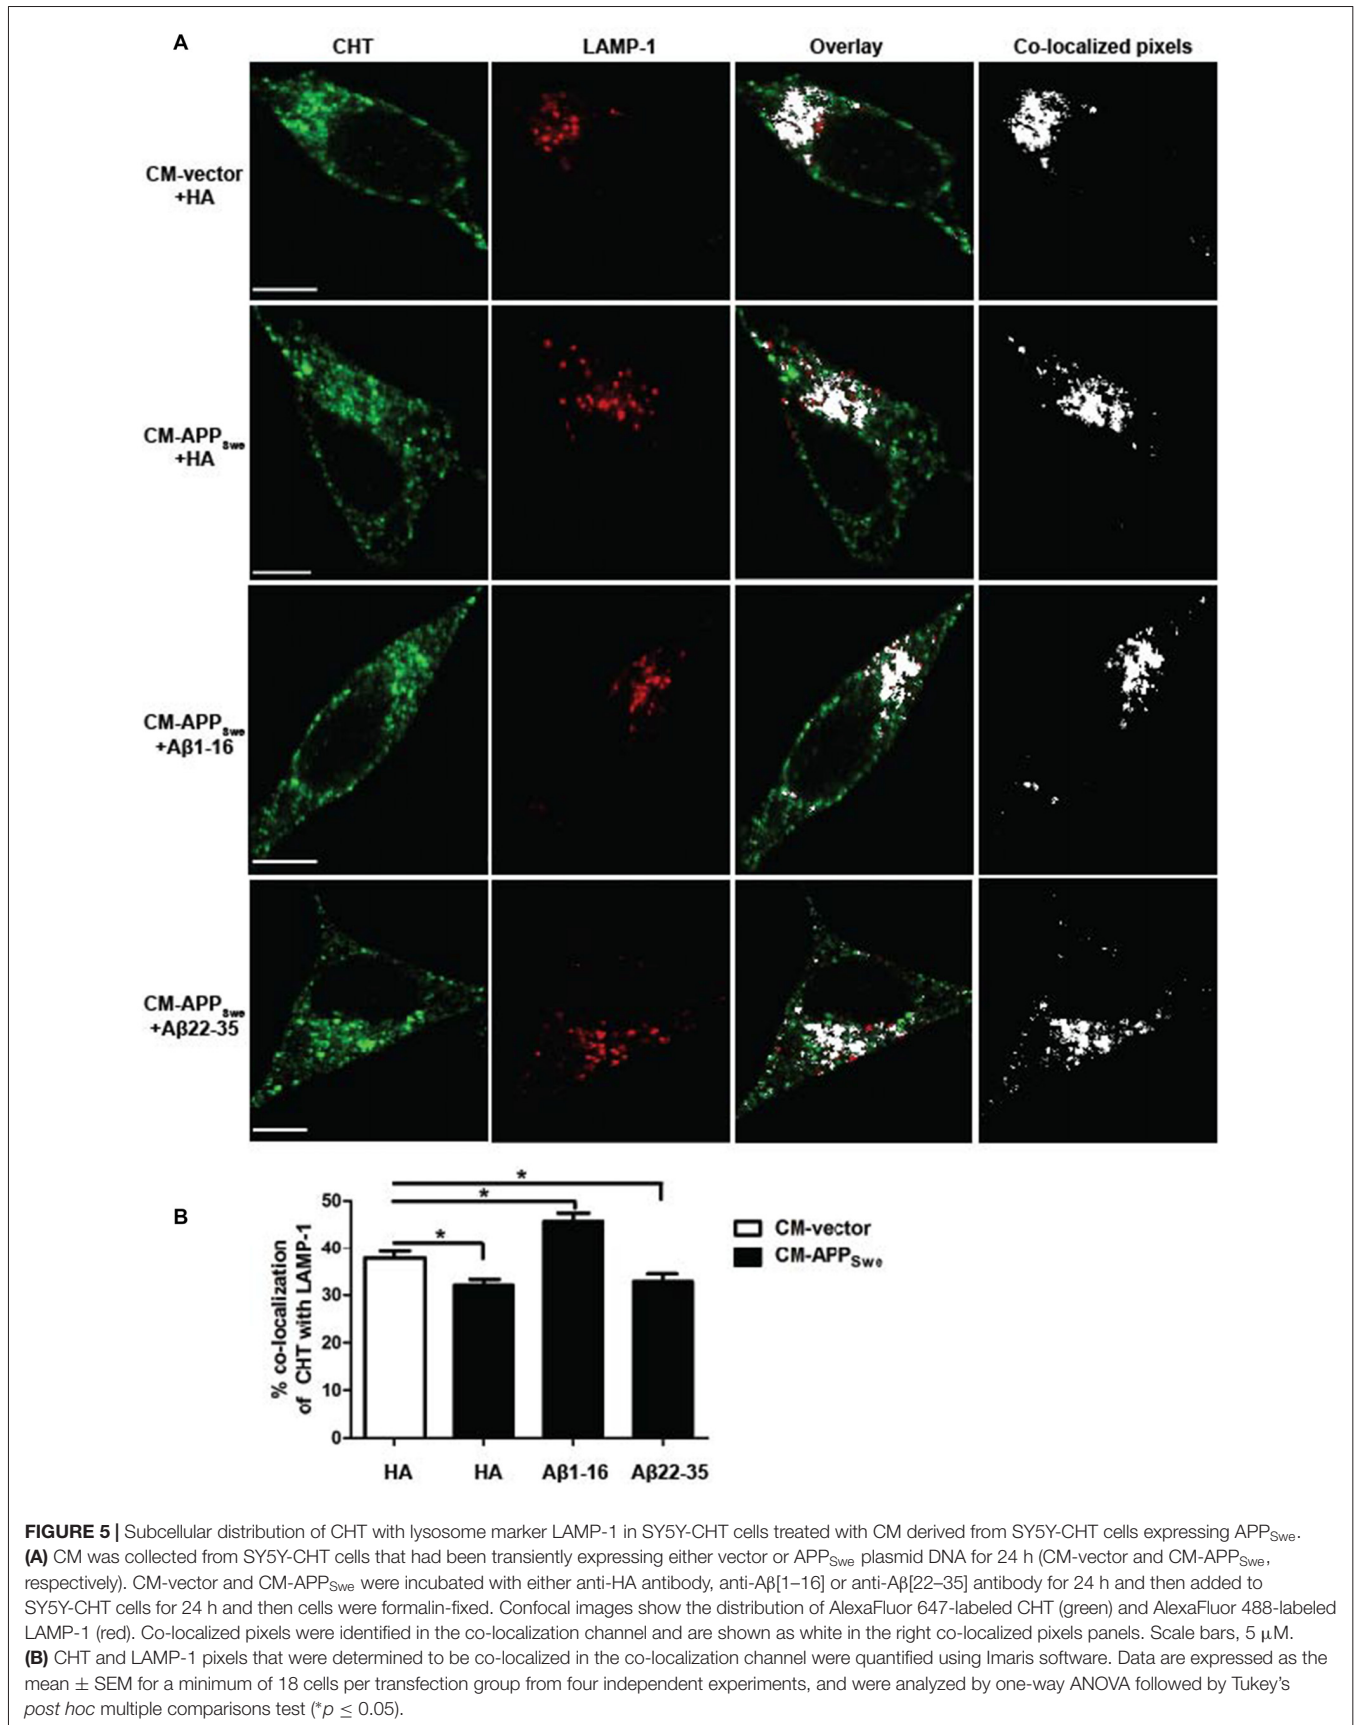 A
CHT LAMP-1 Overlay Co-localized pixels
CM-vector
+HA
CM-APPSwe
+HA
CM-APPSwe
+Aβ1-16
CM-APPSwe
+Aβ22-35
B
% co-localization
of CHT with LAMP-1
50
40
30
20
10
0
*
*
*
HA HA Aβ1-16 Aβ22-35
CM-vector
CM-APPSwe
FIGURE 5 | Subcellular distribution of CHT with lysosome marker LAMP-1 in SY5Y-CHT cells treated with CM derived from SY5Y-CHT cells expressing APPSwe.
(A) CM was collected from SY5Y-CHT cells that had been transiently expressing either vector or APPSwe plasmid DNA for 24 h (CM-vector and CM-APPSwe,
respectively). CM-vector and CM-APPSwe were incubated with either anti-HA antibody, anti-Aβ[1–16] or anti-Aβ[22–35] antibody for 24 h and then added to
SY5Y-CHT cells for 24 h and then cells were formalin-fixed. Confocal images show the distribution of AlexaFluor 647-labeled CHT (green) and AlexaFluor 488-labeled
LAMP-1 (red). Co-localized pixels were identified in the co-localization channel and are shown as white in the right co-localized pixels panels. Scale bars, 5 μM.
(B) CHT and LAMP-1 pixels that were determined to be co-localized in the co-localization channel were quantified using Imaris software. Data are expressed as the
mean ± SEM for a minimum of 18 cells per transfection group from four independent experiments, and were analyzed by one-way ANOVA followed by Tukey's
post hoc multiple comparisons test (*p ≤ 0.05).